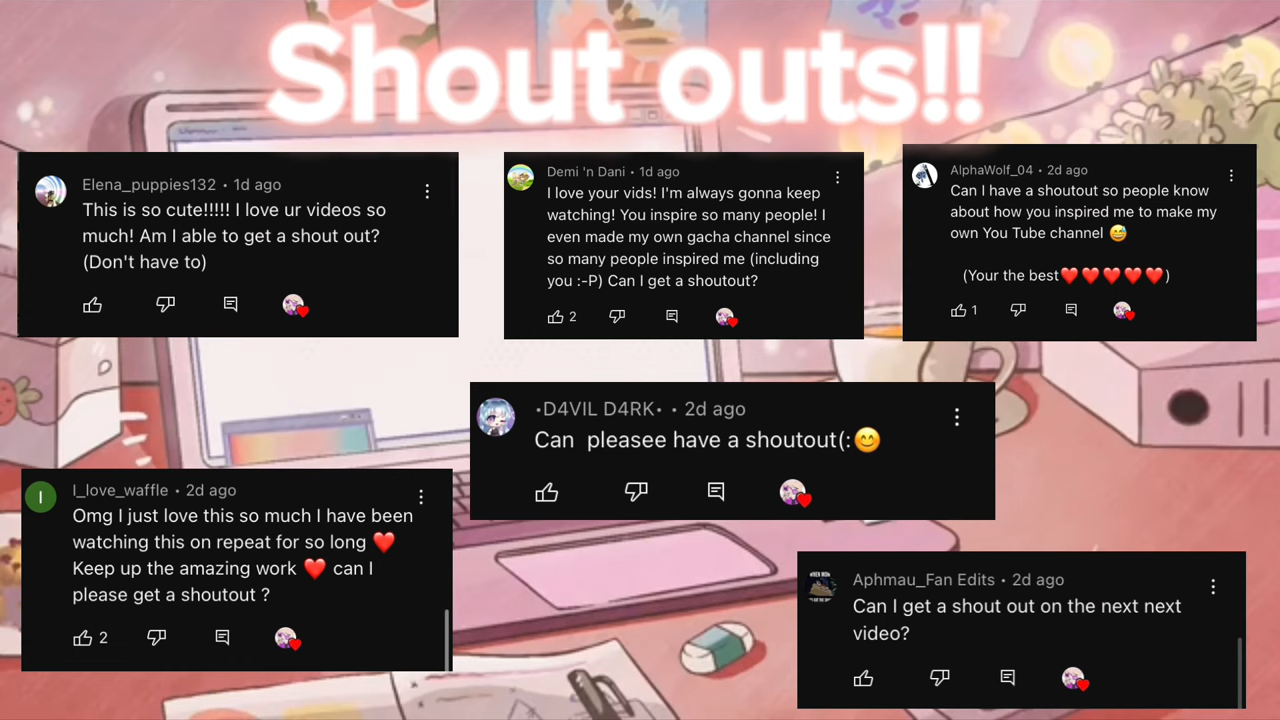 Shout outs!!
Elena_puppies132 • 1d ago
This is so cute!!!!! I love ur videos so
much! Am I able to get a shout out?
(Don't have to)
Demi 'n Dani • 1d ago
I love your vids! I'm always gonna keep
watching! You inspire so many people! I
even made my own gacha channel since
so many people inspired me (including
you :-P) Can I get a shoutout?
2
AlphaWolf_04 • 2d ago
Can I have a shoutout so people know
about how you inspired me to make my
own You Tube channel 😅
(Your the best❤️❤️❤️❤️❤️)
1
•D4VIL D4RK• • 2d ago
Can  pleasee have a shoutout(:😊
I
I_love_waffle • 2d ago
Omg I just love this so much I have been
watching this on repeat for so long ❤️
Keep up the amazing work ❤️ can I
please get a shoutout ?
2
Aphmau_Fan Edits • 2d ago
Can I get a shout out on the next next
video?